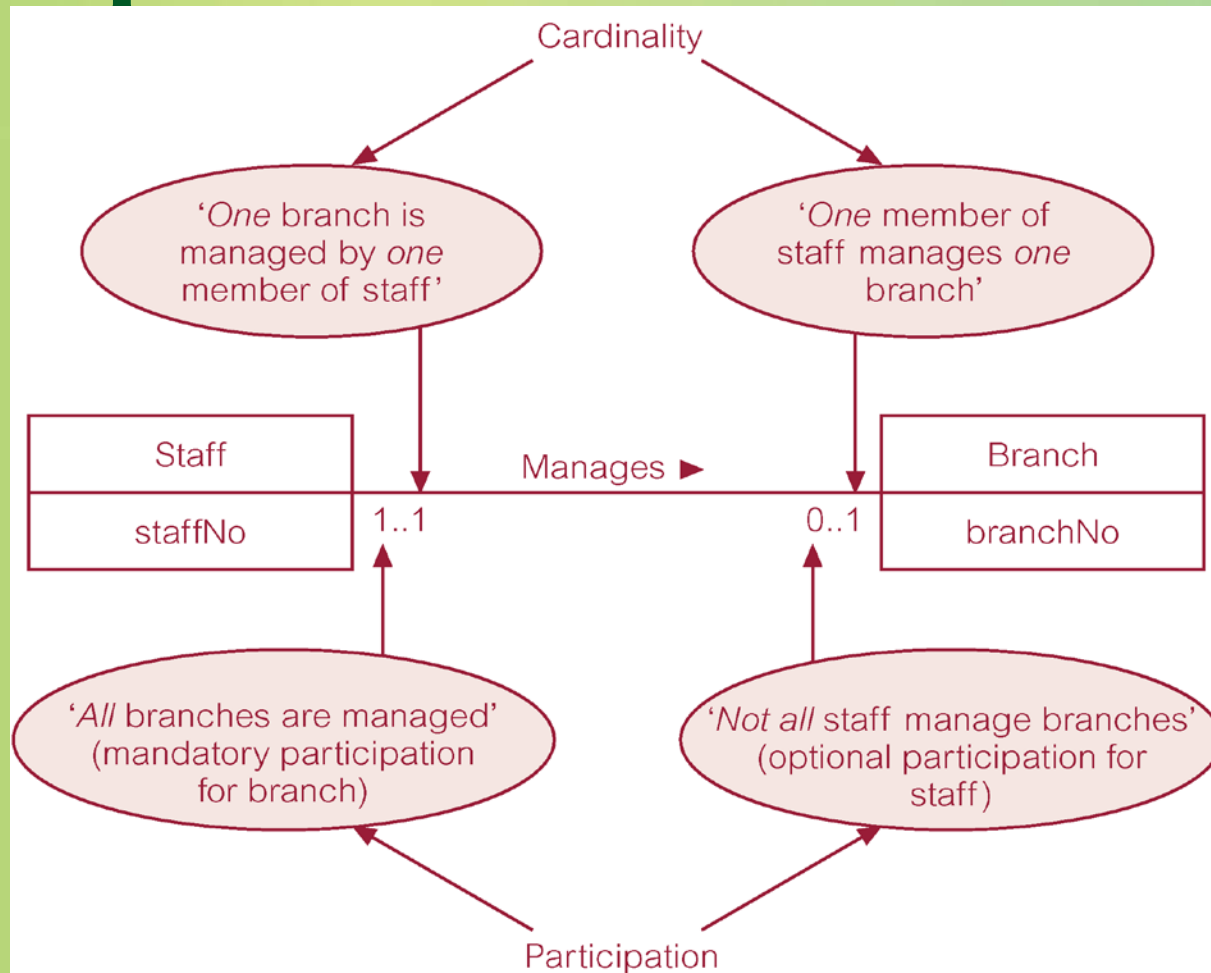 Cardinality
‘One branch is
managed by one
member of staff’
‘One member of
staff manages one
branch’
Staff
staffNo
Manages ►
1..1
0..1
Branch
branchNo
‘All branches are managed’
(mandatory participation
for branch)
‘Not all staff manage branches’
(optional participation for
staff)
Participation